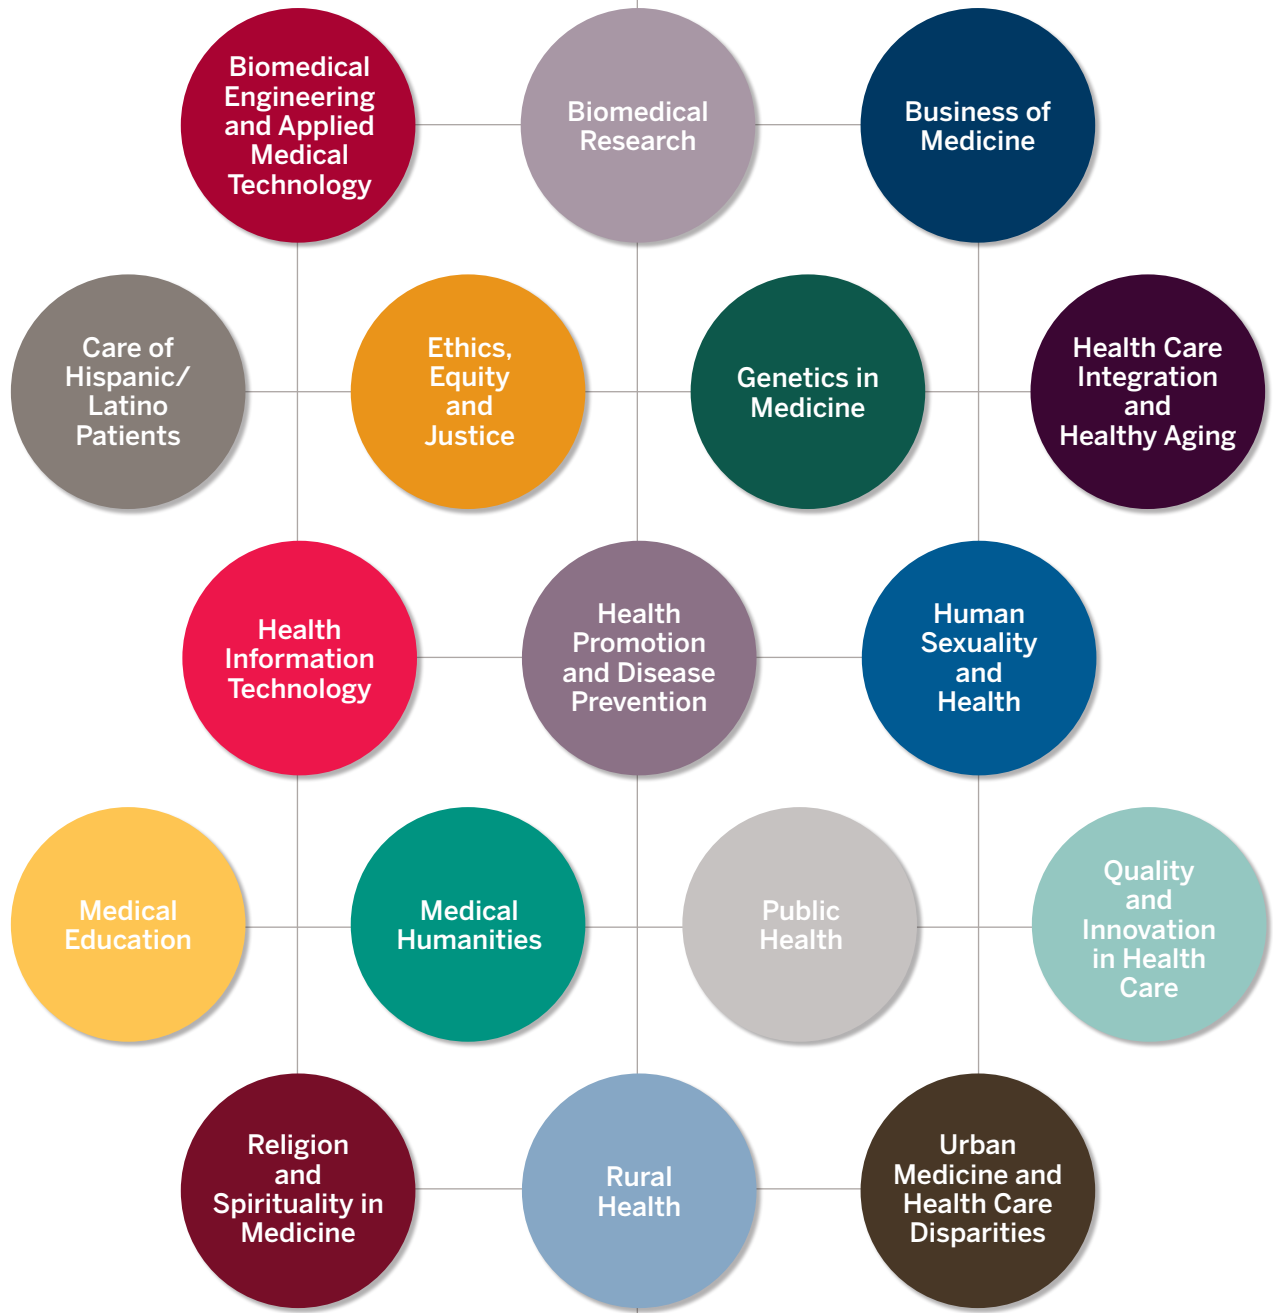 Biomedical
Engineering
and Applied
Medical
Technology
Biomedical
Research
Business of
Medicine
Care of
Hispanic/
Latino
Patients
Ethics,
Equity
and
Justice
Genetics in
Medicine
Health Care
Integration
and
Healthy Aging
Health
Information
Technology
Health
Promotion
and Disease
Prevention
Human
Sexuality
and
Health
Medical
Education
Medical
Humanities
Public
Health
Quality
and
Innovation
in Health
Care
Religion
and
Spirituality in
Medicine
Rural
Health
Urban
Medicine and
Health Care
Disparities